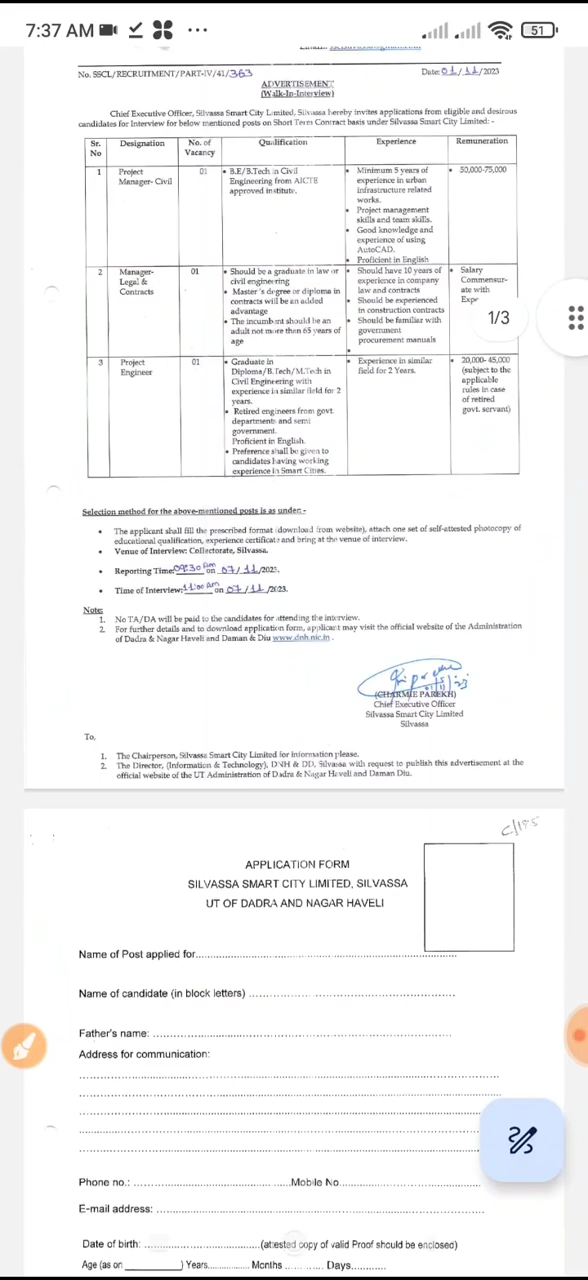 7:37 AM ... 51
No. SSCL/RECRUITMENT/PART-IV/41/363 Date: 01/11/2023
ADVERTISEMENT
(Walk-In-Interview)
Chief Executive Officer, Silvassa Smart City Limited, Silvassa hereby invites applications from eligible and desirous
candidates for Interview for below mentioned posts on Short Term Contract basis under Silvassa Smart City Limited: -
Sr. No Designation No. of Vacancy Qualification Experience Remuneration
1 Project Manager- Civil 01
• B.E/B.Tech in Civil
Engineering from AICTE
approved institute.
• Minimum 5 years of
experience in urban
infrastructure related
works.
• Project management
skills and team skills.
• Good knowledge and
experience of using
AutoCAD.
• Proficient in English
• 50,000-75,000
2 Manager- Legal & Contracts 01
• Should be a graduate in law or
civil engineering
• Master's degree or diploma in
contracts will be an added
advantage
• The incumbent should be an
adult not more then 65 years of
age
• Should have 10 years of
experience in company
law and contracts
• Should be experienced
in construction contracts
• Should be familiar with
government
procurement manuals
• Salary
Commensur-
ate with
Expr
1/3
3 Project Engineer 01
• Graduate in
Diploma/B.Tech/M.Tech in
Civil Engineering with
experience in similar field for 2
years.
• Retired engineers from govt.
departments and semi
government.
Proficient in English.
• Preference shall be given to
candidates having working
experience in Smart Cities.
• Experience in similar
field for 2 Years.
• 20,000- 45,000
(subject to the
applicable
rules in case
of retired
govt. servant)
Selection method for the above-mentioned posts is as under:-
• The applicant shall fill the prescribed format (download from website), attach one set of self-attested photocopy of
educational qualification, experience certificate and bring at the venue of interview.
• Venue of Interview: Collectorate, Silvassa.
• Reporting Time: 09:30 am on 07/11/2023.
• Time of Interview: 11:00 Am on 07/11/2023.
Note:
1. No TA/DA will be paid to the candidates for attending the interview.
2. For further details and to download application form, applicant may visit the official website of the Administration
of Dadra & Nagar Haveli and Daman & Diu www.dnh.nic.in.
(CHARMIE PAREKH)
Chief Executive Officer
Silvassa Smart City Limited
Silvassa
To,
1. The Chairperson, Silvassa Smart City Limited for information please.
2. The Director, (Information & Technology), DNH & DD, Silvassa with request to publish this advertisement at the
official website of the UT Administration of Dadra & Nagar Haveli and Daman Diu.
C/195
APPLICATION FORM
SILVASSA SMART CITY LIMITED, SILVASSA
UT OF DADRA AND NAGAR HAVELI
Name of Post applied for..........
Name of candidate (in block letters) ..........
Father's name: ..........
Address for communication:
Phone no.: ..........Mobile No..........
E-mail address: ..........
Date of birth: ..........(attested copy of valid Proof should be enclosed)
Age (as on __________) Years.......... Months .......... Days..........